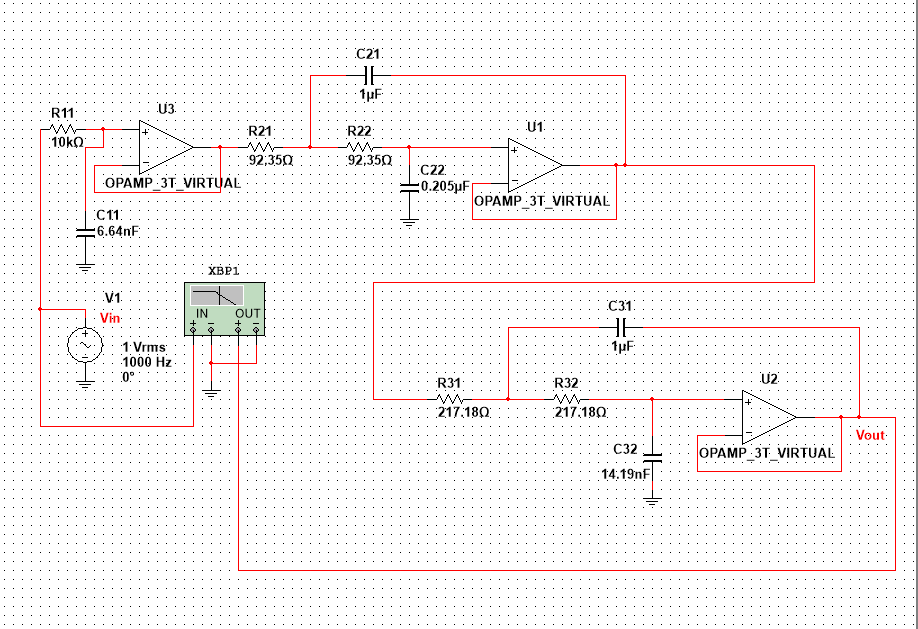 C21
1µF
R11
10kΩ
U3
+
−
OPAMP_3T_VIRTUAL
R21
92.35Ω
R22
92.35Ω
U1
+
−
OPAMP_3T_VIRTUAL
C22
0.205µF
C11
6.64nF
XBP1
IN OUT
+ − + −
V1
Vin
1 Vrms
1000 Hz
0°
C31
1µF
R31
217.18Ω
R32
217.18Ω
U2
+
−
OPAMP_3T_VIRTUAL
Vout
C32
14.19nF